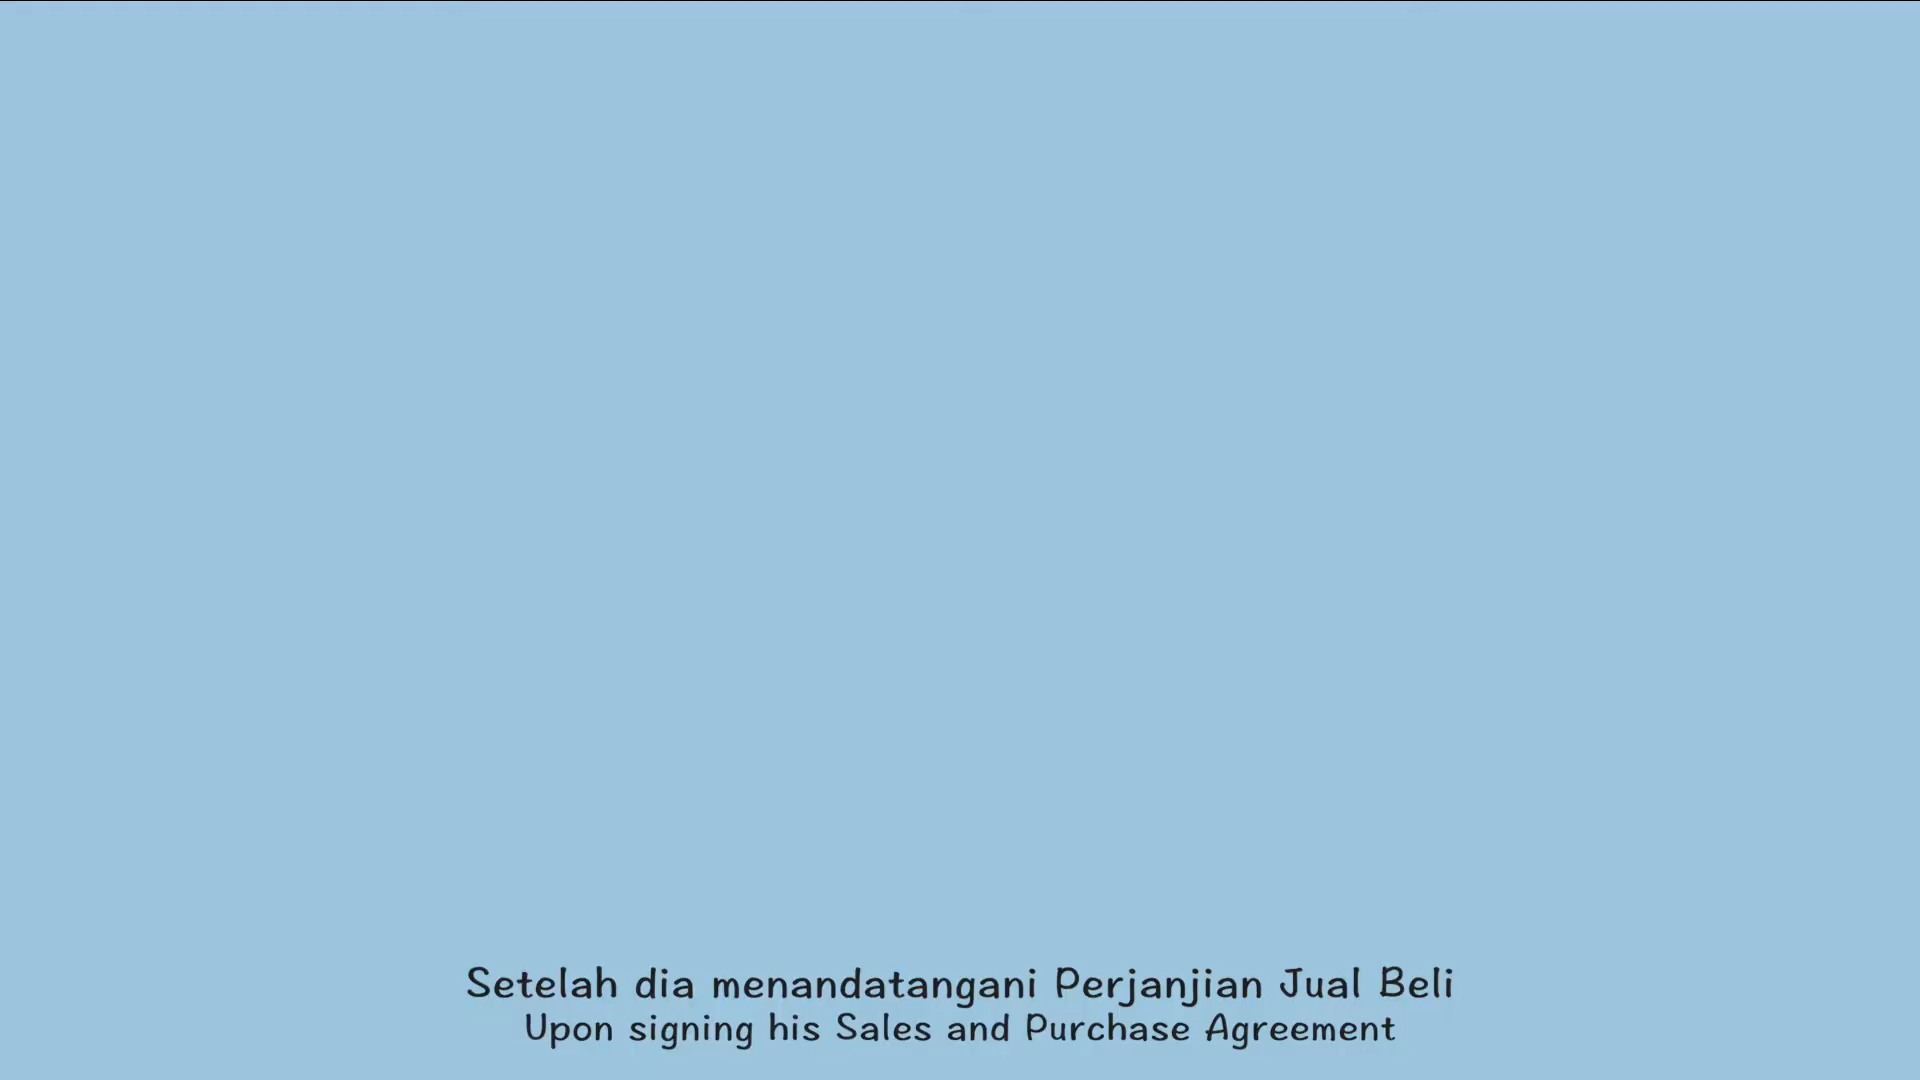 Setelah dia menandatangani Perjanjian Jual Beli
Upon signing his Sales and Purchase Agreement